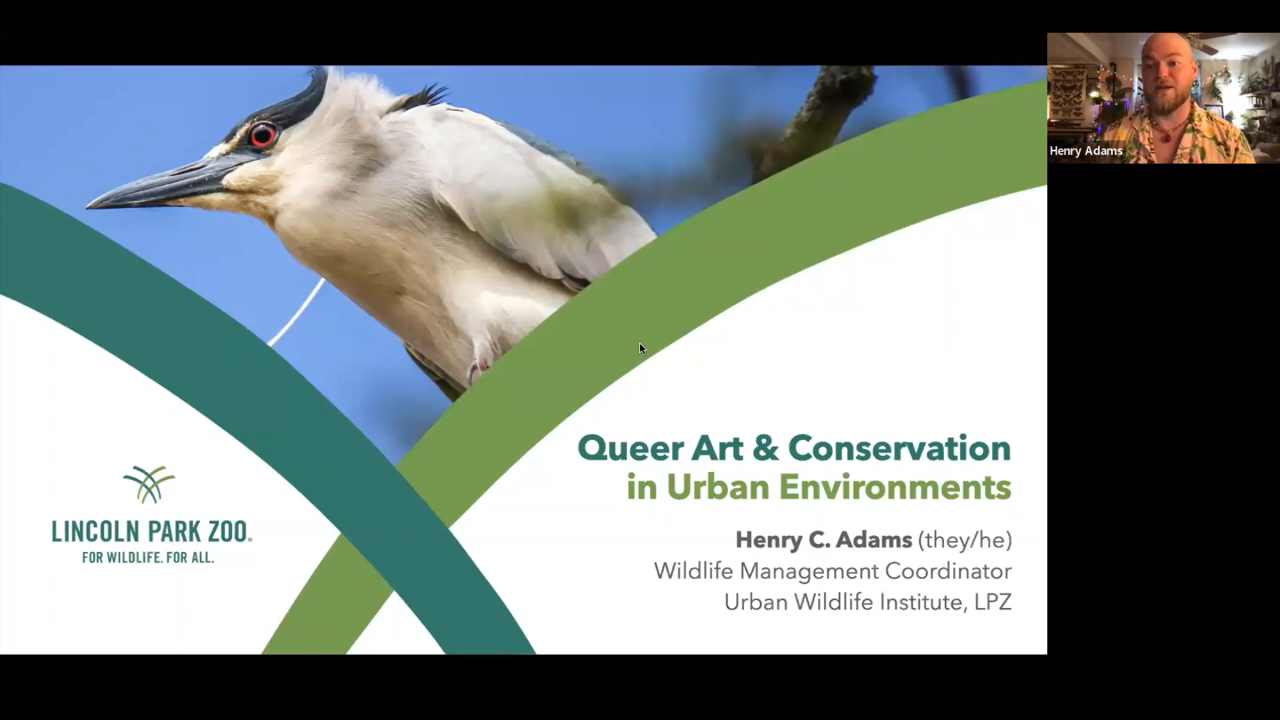 Henry Adams
Queer Art & Conservation
in Urban Environments
LINCOLN PARK ZOO®
FOR WILDLIFE. FOR ALL.
Henry C. Adams (they/he)
Wildlife Management Coordinator
Urban Wildlife Institute, LPZ